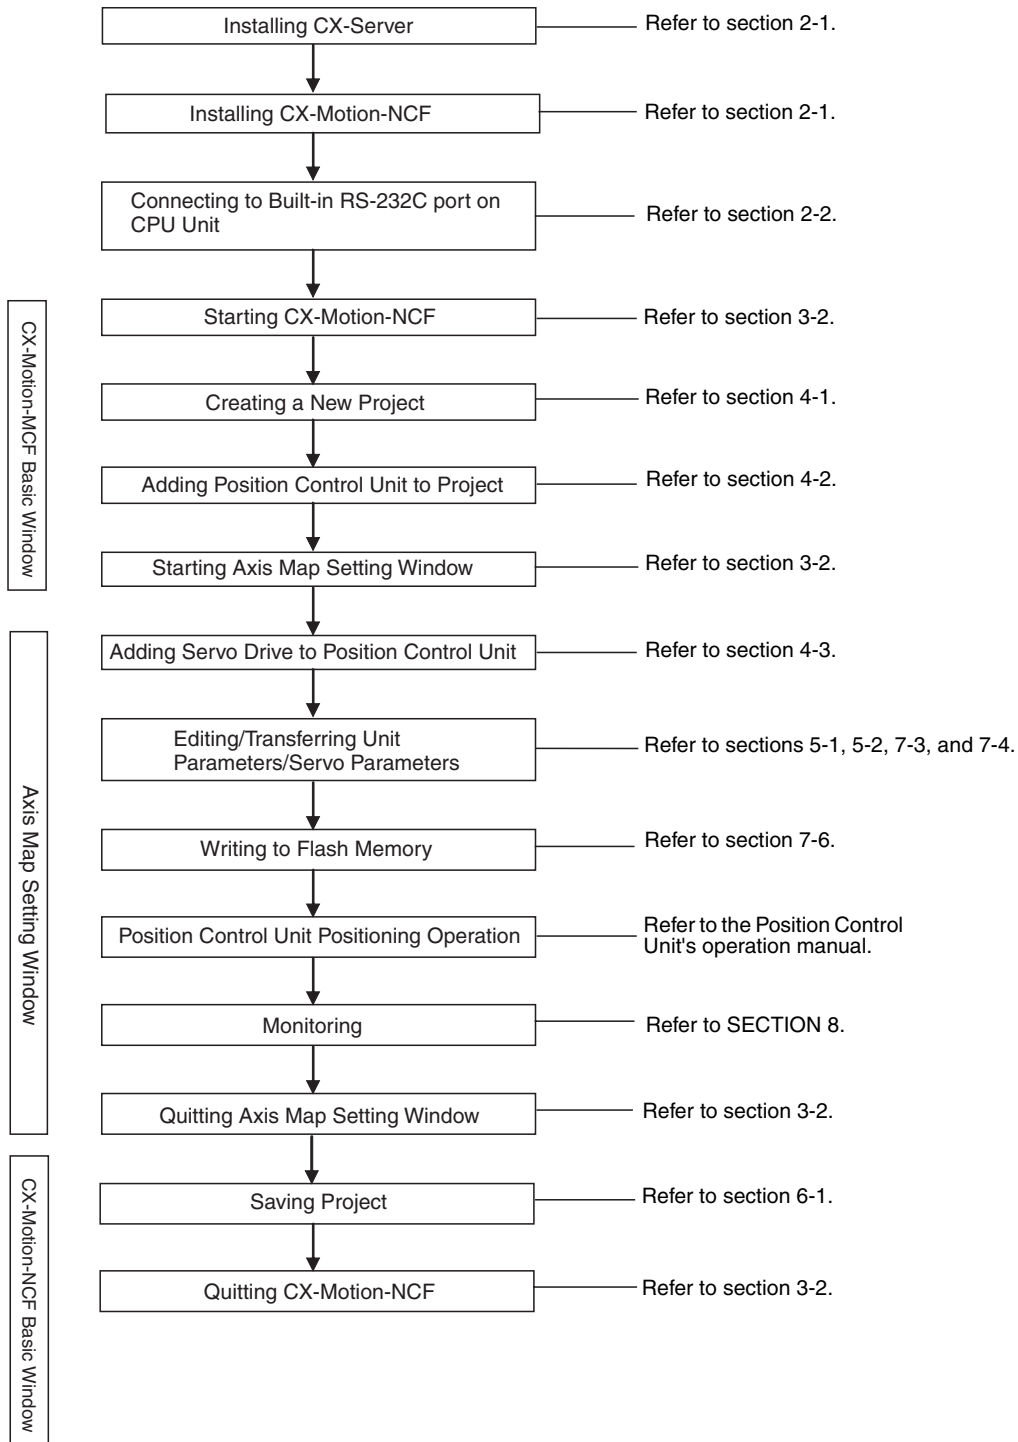 Installing CX-Server
Refer to section 2-1.
Installing CX-Motion-NCF
Refer to section 2-1.
Connecting to Built-in RS-232C port on
CPU Unit
Refer to section 2-2.
CX-Motion-MCF Basic Window
Starting CX-Motion-NCF
Refer to section 3-2.
Creating a New Project
Refer to section 4-1.
Adding Position Control Unit to Project
Refer to section 4-2.
Starting Axis Map Setting Window
Refer to section 3-2.
Axis Map Setting Window
Adding Servo Drive to Position Control Unit
Refer to section 4-3.
Editing/Transferring Unit
Parameters/Servo Parameters
Refer to sections 5-1, 5-2, 7-3, and 7-4.
Writing to Flash Memory
Refer to section 7-6.
Position Control Unit Positioning Operation
Refer to the Position Control
Unit's operation manual.
Monitoring
Refer to SECTION 8.
Quitting Axis Map Setting Window
Refer to section 3-2.
CX-Motion-NCF Basic Window
Saving Project
Refer to section 6-1.
Quitting CX-Motion-NCF
Refer to section 3-2.